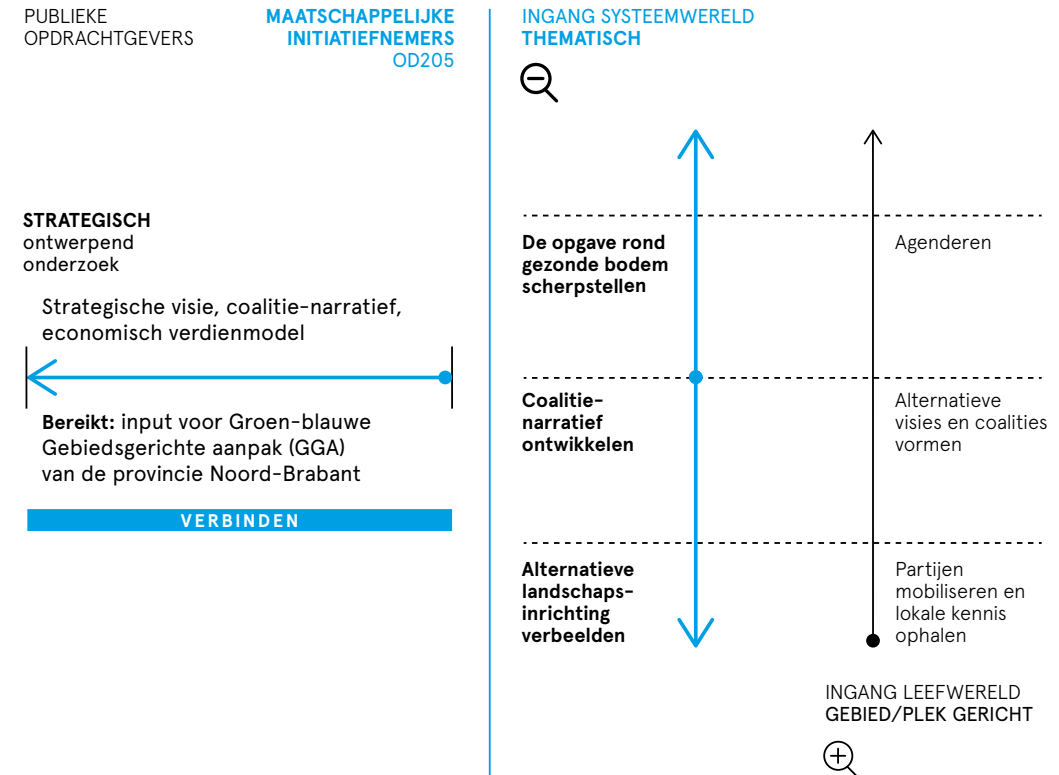 PUBLIEKE
OPDRACHTGEVERS
MAATSCHAPPELIJKE
INITIATIEFNEMERS
OD205
STRATEGISCH
ontwerpend
onderzoek
Strategische visie, coalitie-narratief,
economisch verdienmodel
Bereikt: input voor Groen-blauwe
Gebiedsgerichte aanpak (GGA)
van de provincie Noord-Brabant
VERBINDEN
INGANG SYSTEEMWERELD
THEMATISCH
De opgave rond
gezonde bodem
scherpstellen
Agenderen
Coalitie-
narratief
ontwikkelen
Alternatieve
visies en coalities
vormen
Alternatieve
landschaps-
inrichting
verbeelden
Partijen
mobiliseren en
lokale kennis
ophalen
INGANG LEEFWERELD
GEBIED/PLEK GERICHT